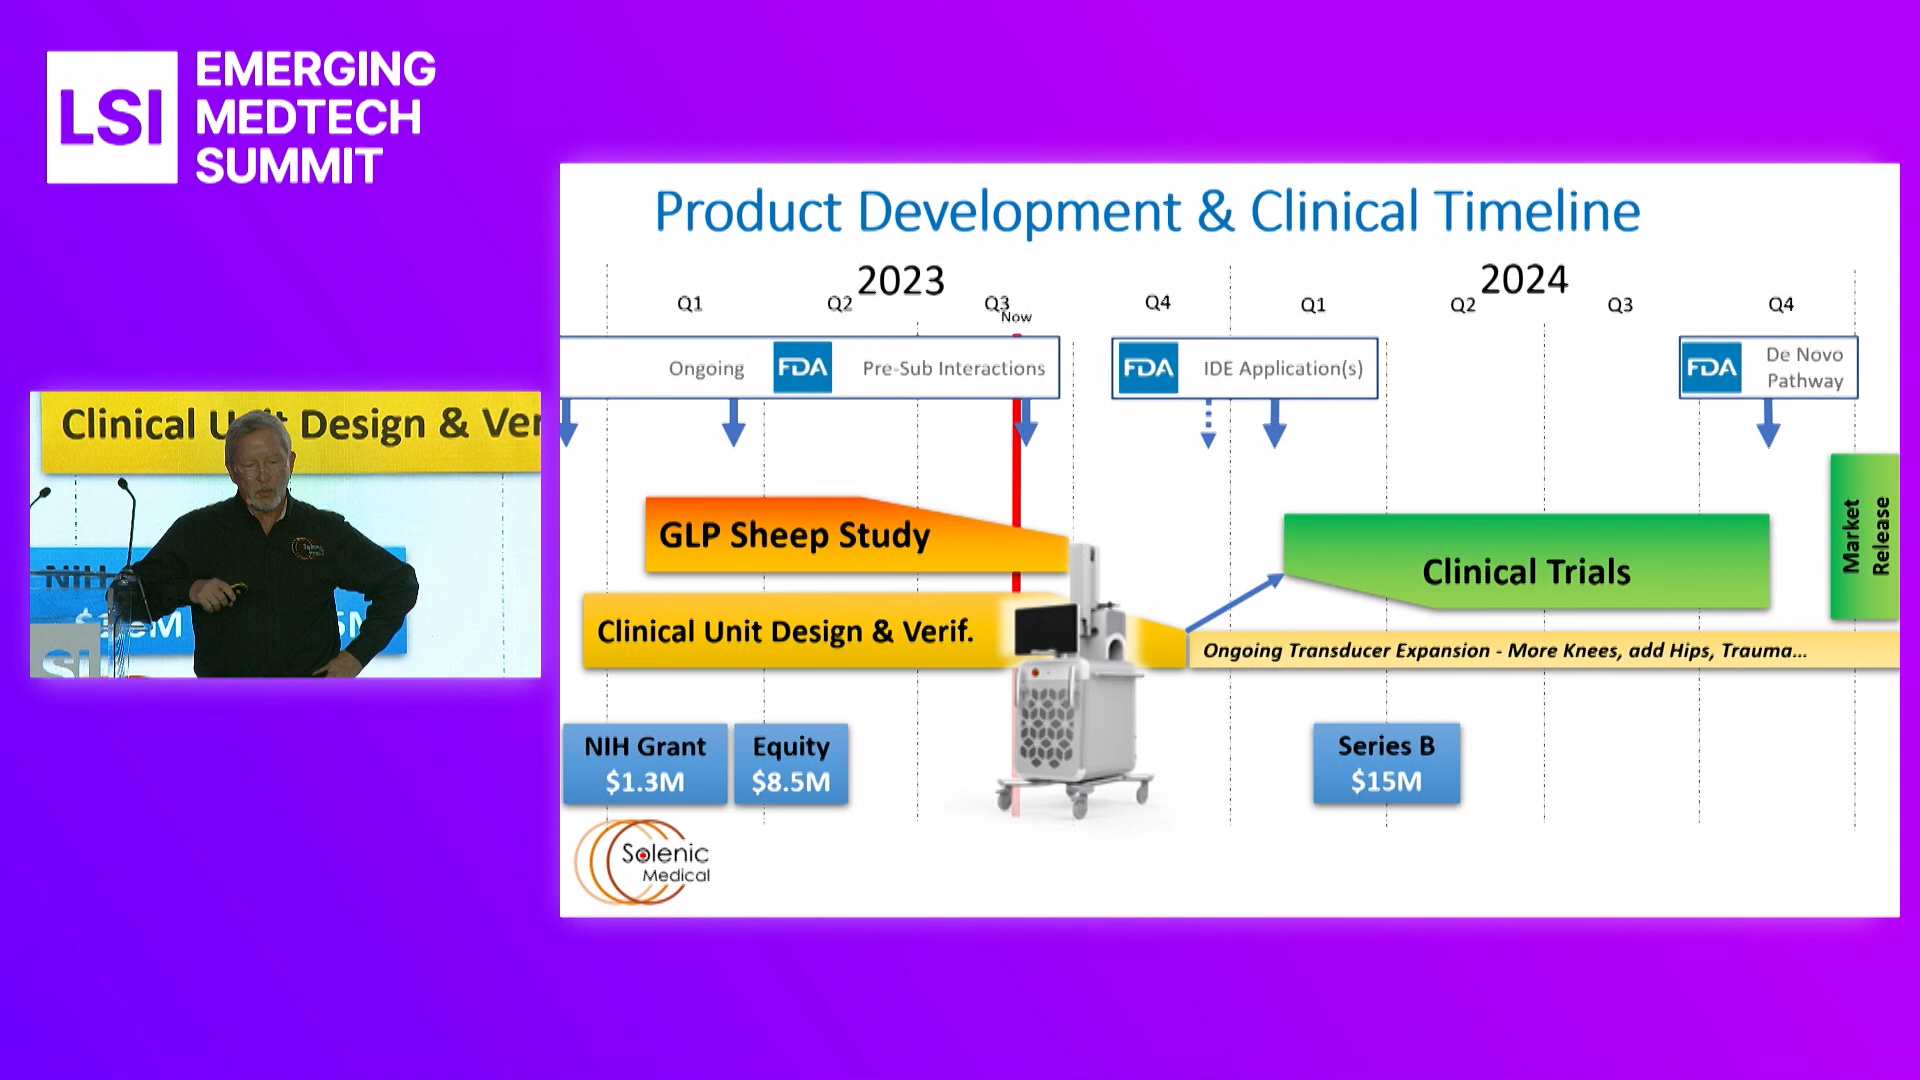 LSI
EMERGING
MEDTECH
SUMMIT
Product Development & Clinical Timeline
2023
2024
Q1
Q2
Q3
Q4
Q1
Q2
Q3
Q4
Now
Ongoing
FDA
Pre-Sub Interactions
FDA
IDE Application(s)
FDA
De Novo
Pathway
GLP Sheep Study
Clinical Trials
Market
Release
Clinical Unit Design & Verif.
Ongoing Transducer Expansion - More Knees, add Hips, Trauma...
NIH Grant
$1.3M
Equity
$8.5M
Series B
$15M
Solenic
Medical
Clinical Design & Ver
NIH